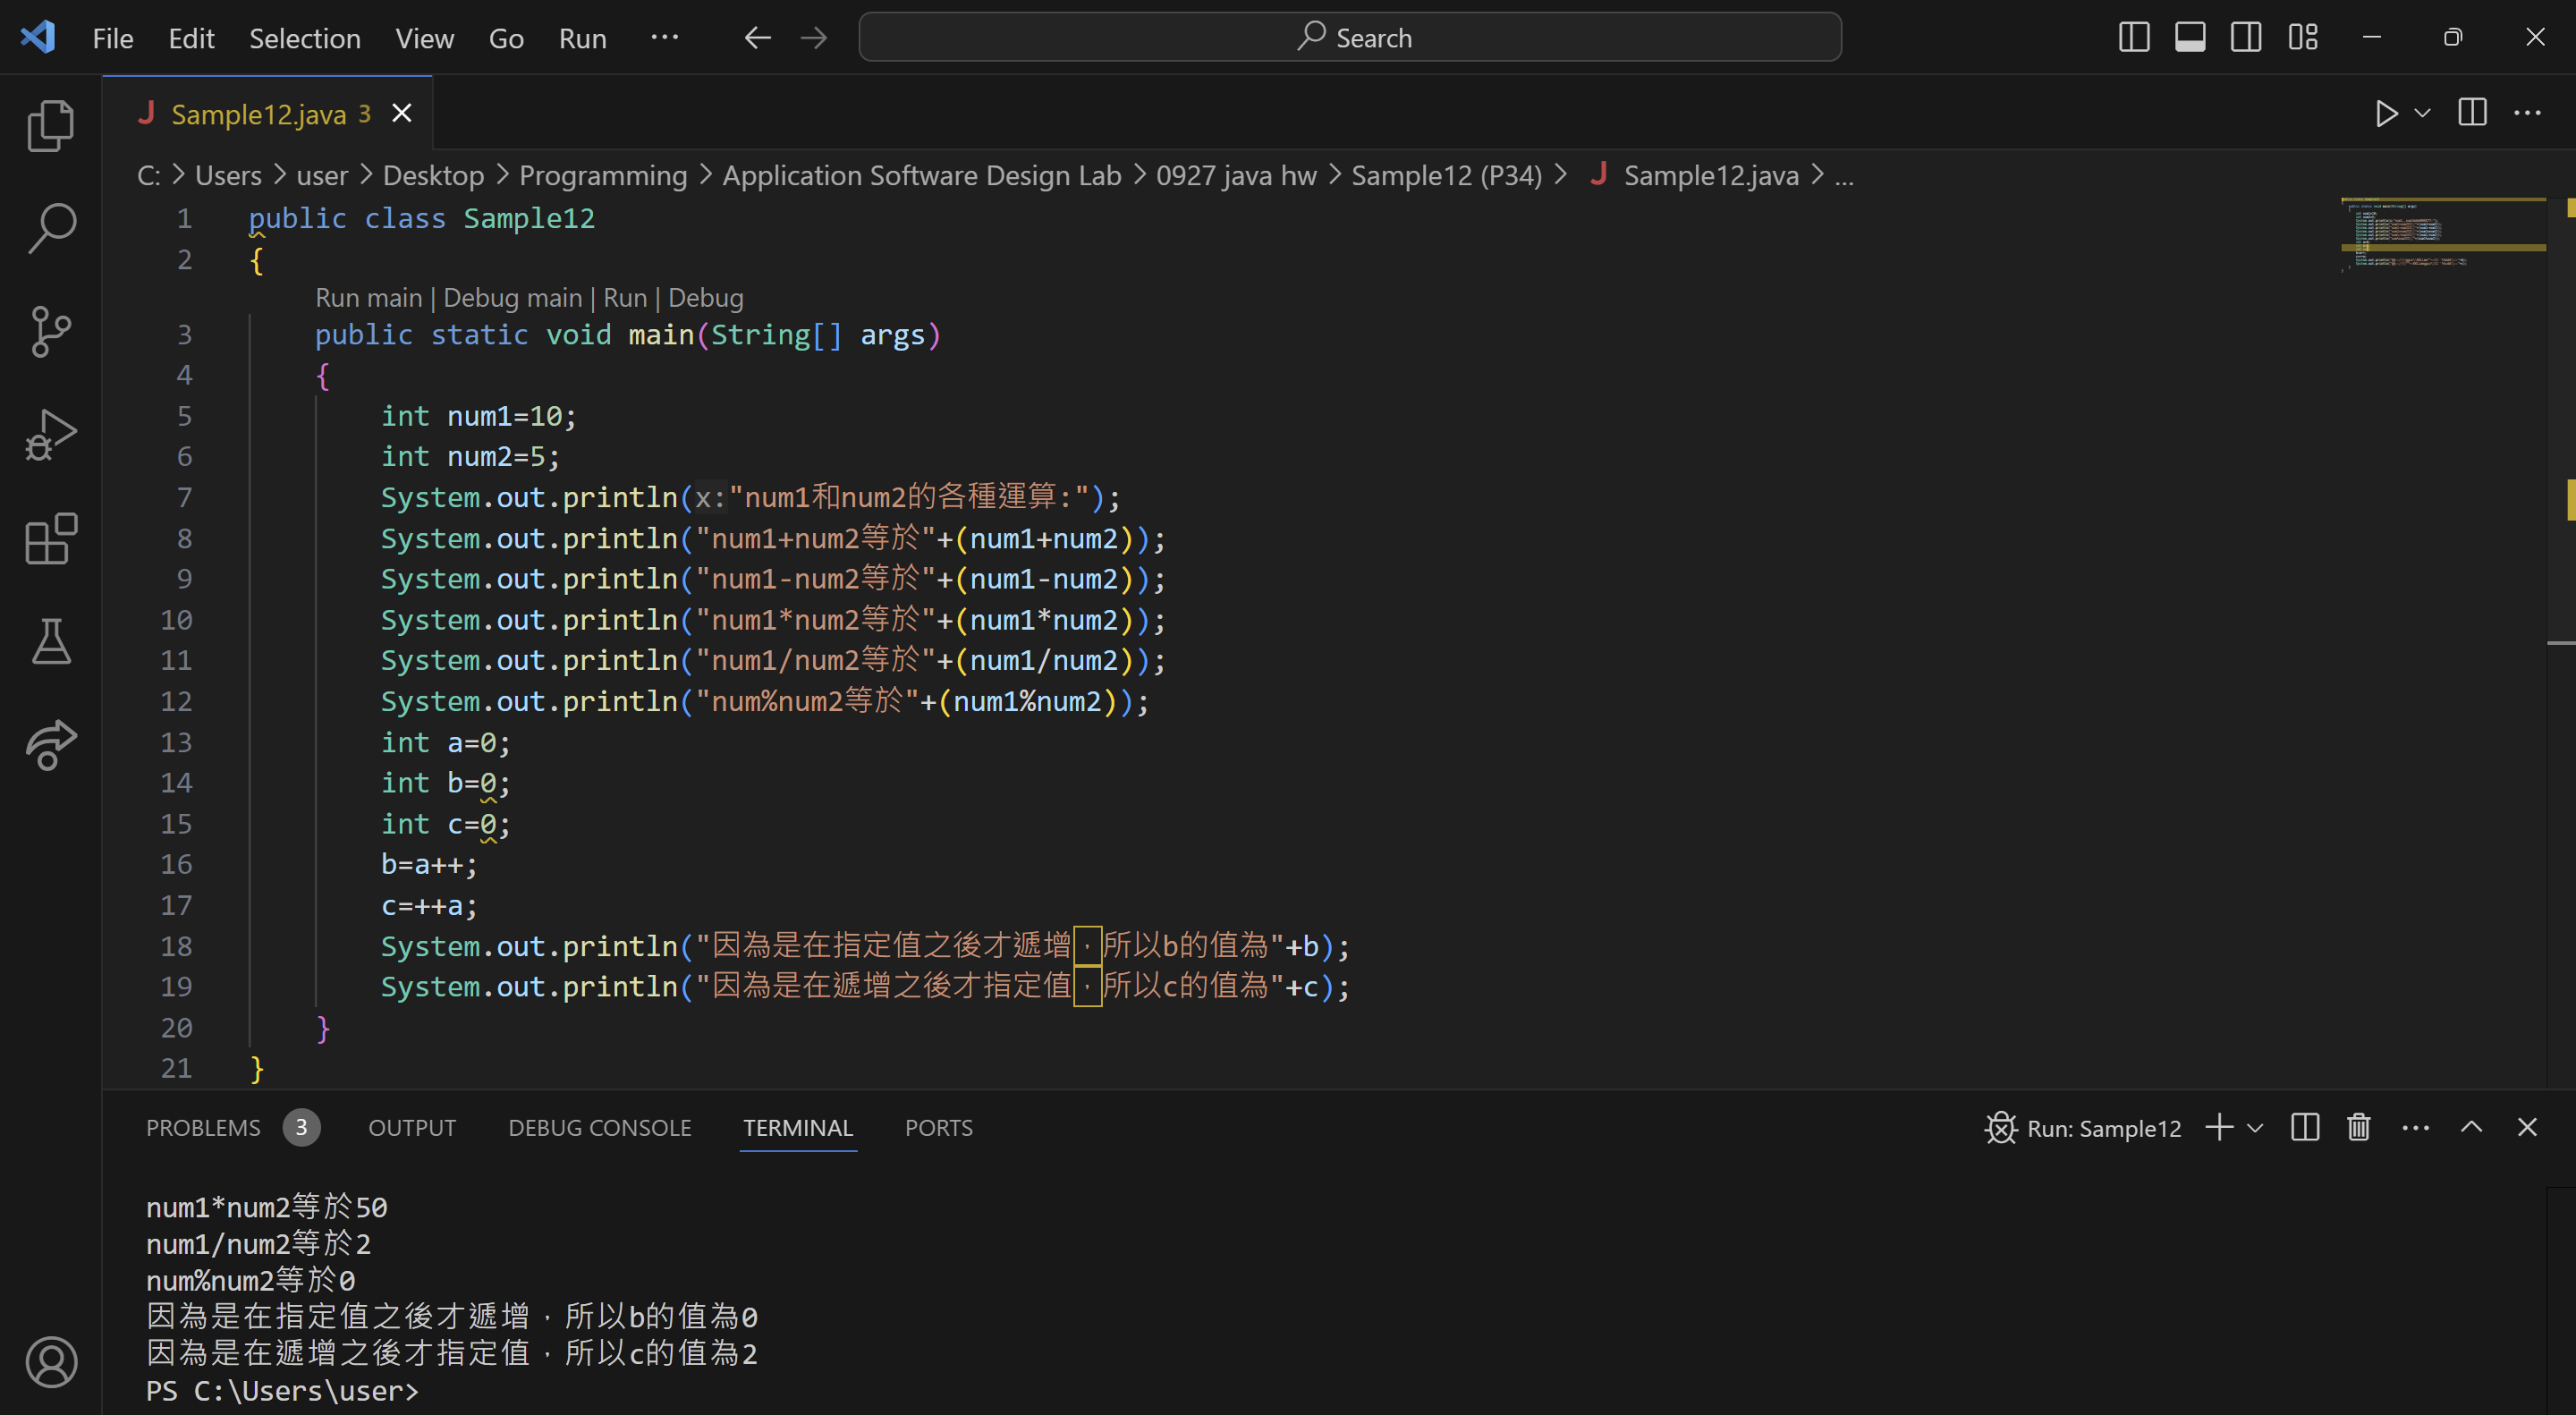 File Edit Selection View Go Run ··· Search
Sample12.java 3
C: > Users > user > Desktop > Programming > Application Software Design Lab > 0927 java hw > Sample12 (P34) > J Sample12.java > ...
1 public class Sample12
2 {
Run main | Debug main | Run | Debug
3 public static void main(String[] args)
4 {
5 int num1=10;
6 int num2=5;
7 System.out.println(x:"num1和num2的各種運算:");
8 System.out.println("num1+num2等於"+(num1+num2));
9 System.out.println("num1-num2等於"+(num1-num2));
10 System.out.println("num1*num2等於"+(num1*num2));
11 System.out.println("num1/num2等於"+(num1/num2));
12 System.out.println("num%num2等於"+(num1%num2));
13 int a=0;
14 int b=0;
15 int c=0;
16 b=a++;
17 c=++a;
18 System.out.println("因為是在指定值之後才遞增，所以b的值為"+b);
19 System.out.println("因為是在遞增之後才指定值，所以c的值為"+c);
20 }
21 }
PROBLEMS 3 OUTPUT DEBUG CONSOLE TERMINAL PORTS Run: Sample12
num1*num2等於50
num1/num2等於2
num%num2等於0
因為是在指定值之後才遞增，所以b的值為0
因為是在遞增之後才指定值，所以c的值為2
PS C:\Users\user>